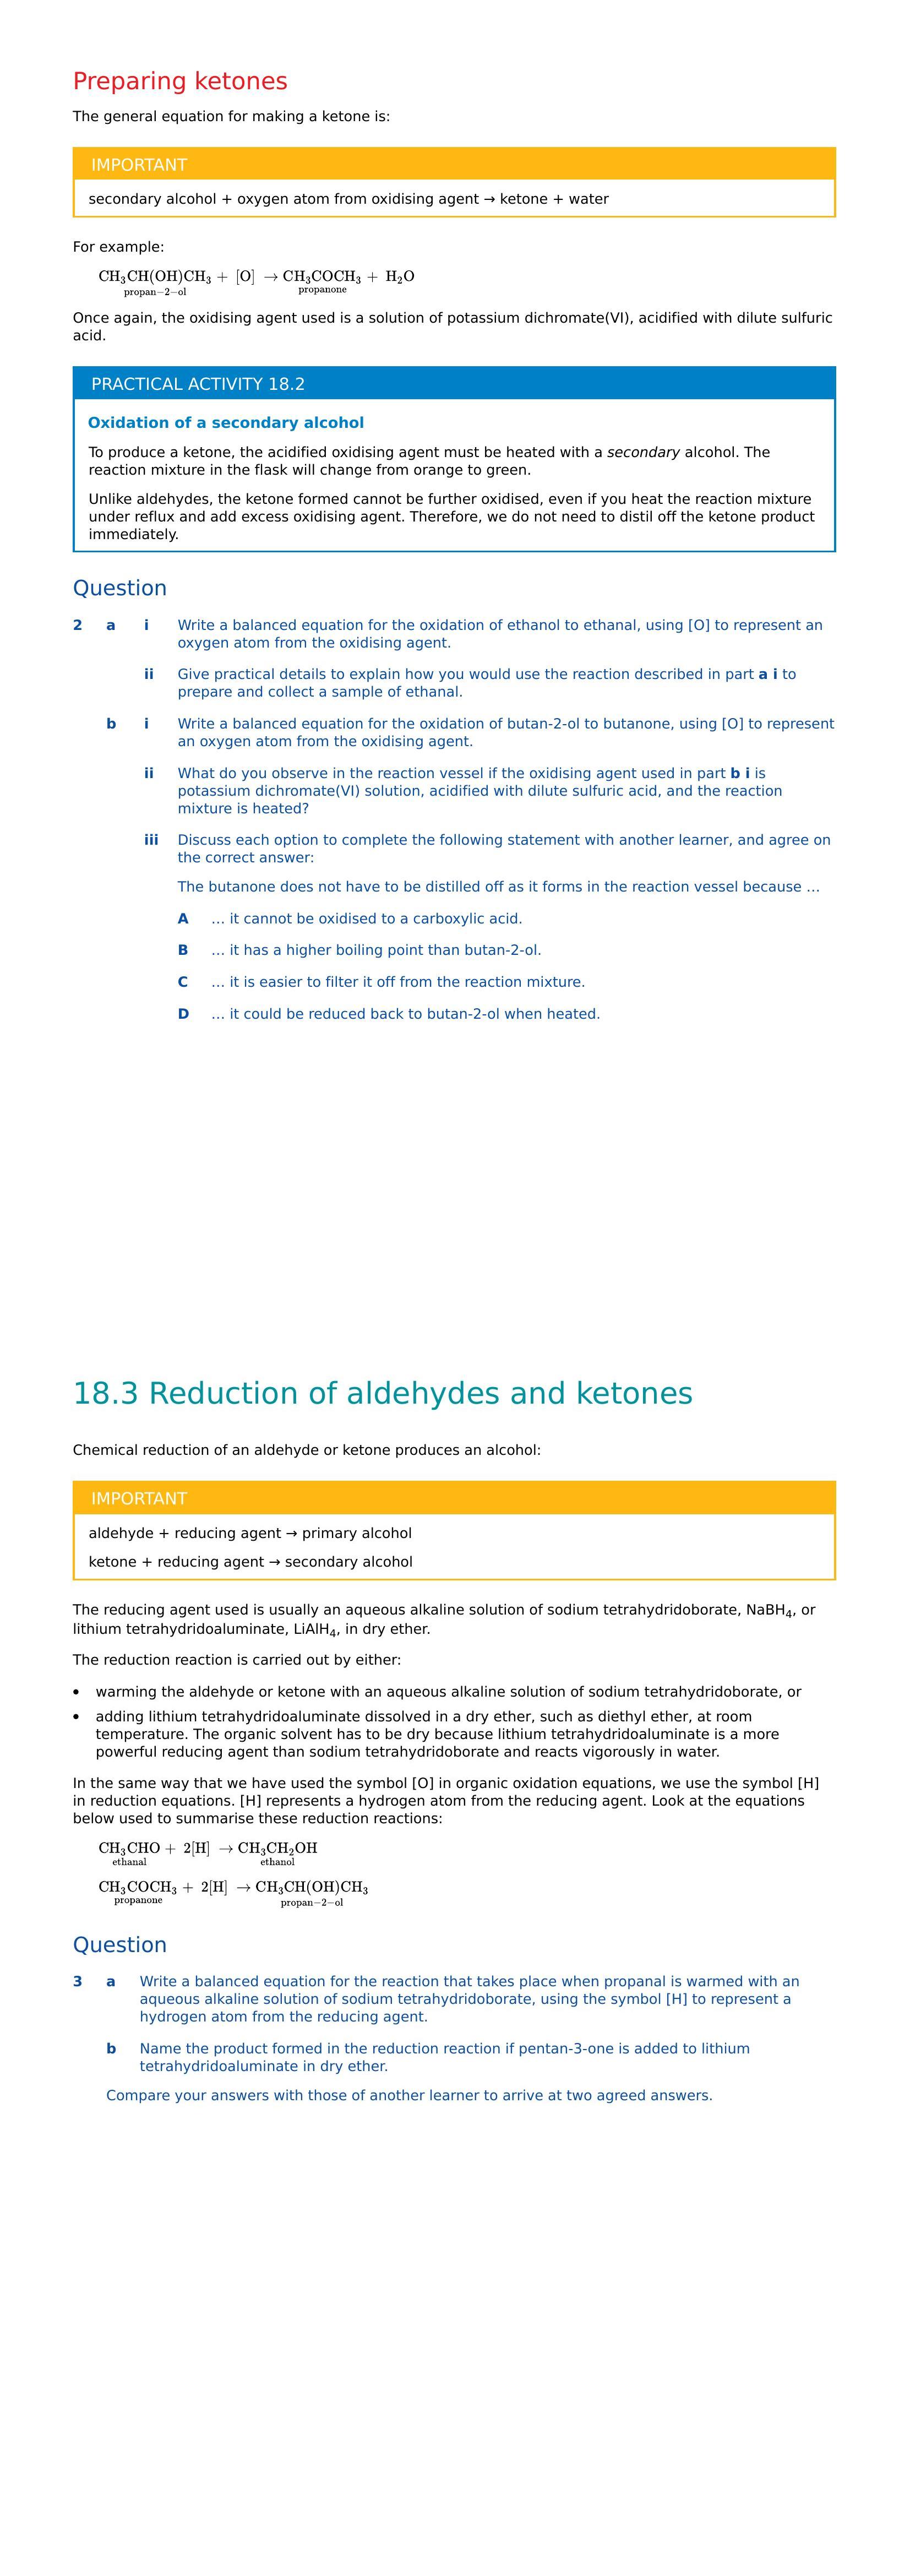 Preparing ketones
The general equation for making a ketone is:
IMPORTANT
secondary alcohol + oxygen atom from oxidising agent → ketone + water
For example:
CH₃CH(OH)CH₃ + [O] → CH₃COCH₃ + H₂O
propan−2−ol propanone
Once again, the oxidising agent used is a solution of potassium dichromate(VI), acidified with dilute sulfuric
acid.
PRACTICAL ACTIVITY 18.2
Oxidation of a secondary alcohol
To produce a ketone, the acidified oxidising agent must be heated with a secondary alcohol. The
reaction mixture in the flask will change from orange to green.
Unlike aldehydes, the ketone formed cannot be further oxidised, even if you heat the reaction mixture
under reflux and add excess oxidising agent. Therefore, we do not need to distil off the ketone product
immediately.
Question
2 a i Write a balanced equation for the oxidation of ethanol to ethanal, using [O] to represent an
oxygen atom from the oxidising agent.
ii Give practical details to explain how you would use the reaction described in part a i to
prepare and collect a sample of ethanal.
b i Write a balanced equation for the oxidation of butan-2-ol to butanone, using [O] to represent
an oxygen atom from the oxidising agent.
ii What do you observe in the reaction vessel if the oxidising agent used in part b i is
potassium dichromate(VI) solution, acidified with dilute sulfuric acid, and the reaction
mixture is heated?
iii Discuss each option to complete the following statement with another learner, and agree on
the correct answer:
The butanone does not have to be distilled off as it forms in the reaction vessel because …
A … it cannot be oxidised to a carboxylic acid.
B … it has a higher boiling point than butan-2-ol.
C … it is easier to filter it off from the reaction mixture.
D … it could be reduced back to butan-2-ol when heated.
18.3 Reduction of aldehydes and ketones
Chemical reduction of an aldehyde or ketone produces an alcohol:
IMPORTANT
aldehyde + reducing agent → primary alcohol
ketone + reducing agent → secondary alcohol
The reducing agent used is usually an aqueous alkaline solution of sodium tetrahydridoborate, NaBH₄, or
lithium tetrahydridoaluminate, LiAlH₄, in dry ether.
The reduction reaction is carried out by either:
• warming the aldehyde or ketone with an aqueous alkaline solution of sodium tetrahydridoborate, or
• adding lithium tetrahydridoaluminate dissolved in a dry ether, such as diethyl ether, at room
temperature. The organic solvent has to be dry because lithium tetrahydridoaluminate is a more
powerful reducing agent than sodium tetrahydridoborate and reacts vigorously in water.
In the same way that we have used the symbol [O] in organic oxidation equations, we use the symbol [H]
in reduction equations. [H] represents a hydrogen atom from the reducing agent. Look at the equations
below used to summarise these reduction reactions:
CH₃CHO + 2[H] → CH₃CH₂OH
ethanal ethanol
CH₃COCH₃ + 2[H] → CH₃CH(OH)CH₃
propanone propan−2−ol
Question
3 a Write a balanced equation for the reaction that takes place when propanal is warmed with an
aqueous alkaline solution of sodium tetrahydridoborate, using the symbol [H] to represent a
hydrogen atom from the reducing agent.
b Name the product formed in the reduction reaction if pentan-3-one is added to lithium
tetrahydridoaluminate in dry ether.
Compare your answers with those of another learner to arrive at two agreed answers.